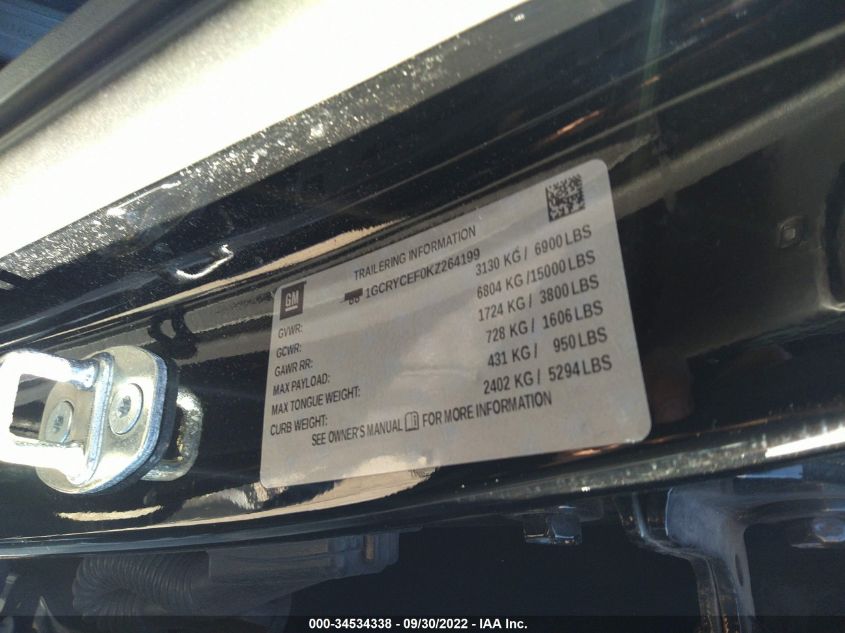 GM
TRAILERING INFORMATION
1GCRYCEF0KZ264199
GVWR: 3130 KG / 6900 LBS
GCWR: 6804 KG /15000 LBS
GAWR RR: 1724 KG / 3800 LBS
MAX PAYLOAD: 728 KG / 1606 LBS
MAX TONGUE WEIGHT: 431 KG / 950 LBS
CURB WEIGHT: 2402 KG / 5294 LBS
SEE OWNER'S MANUAL FOR MORE INFORMATION
000-34534338 - 09/30/2022 - IAA Inc.